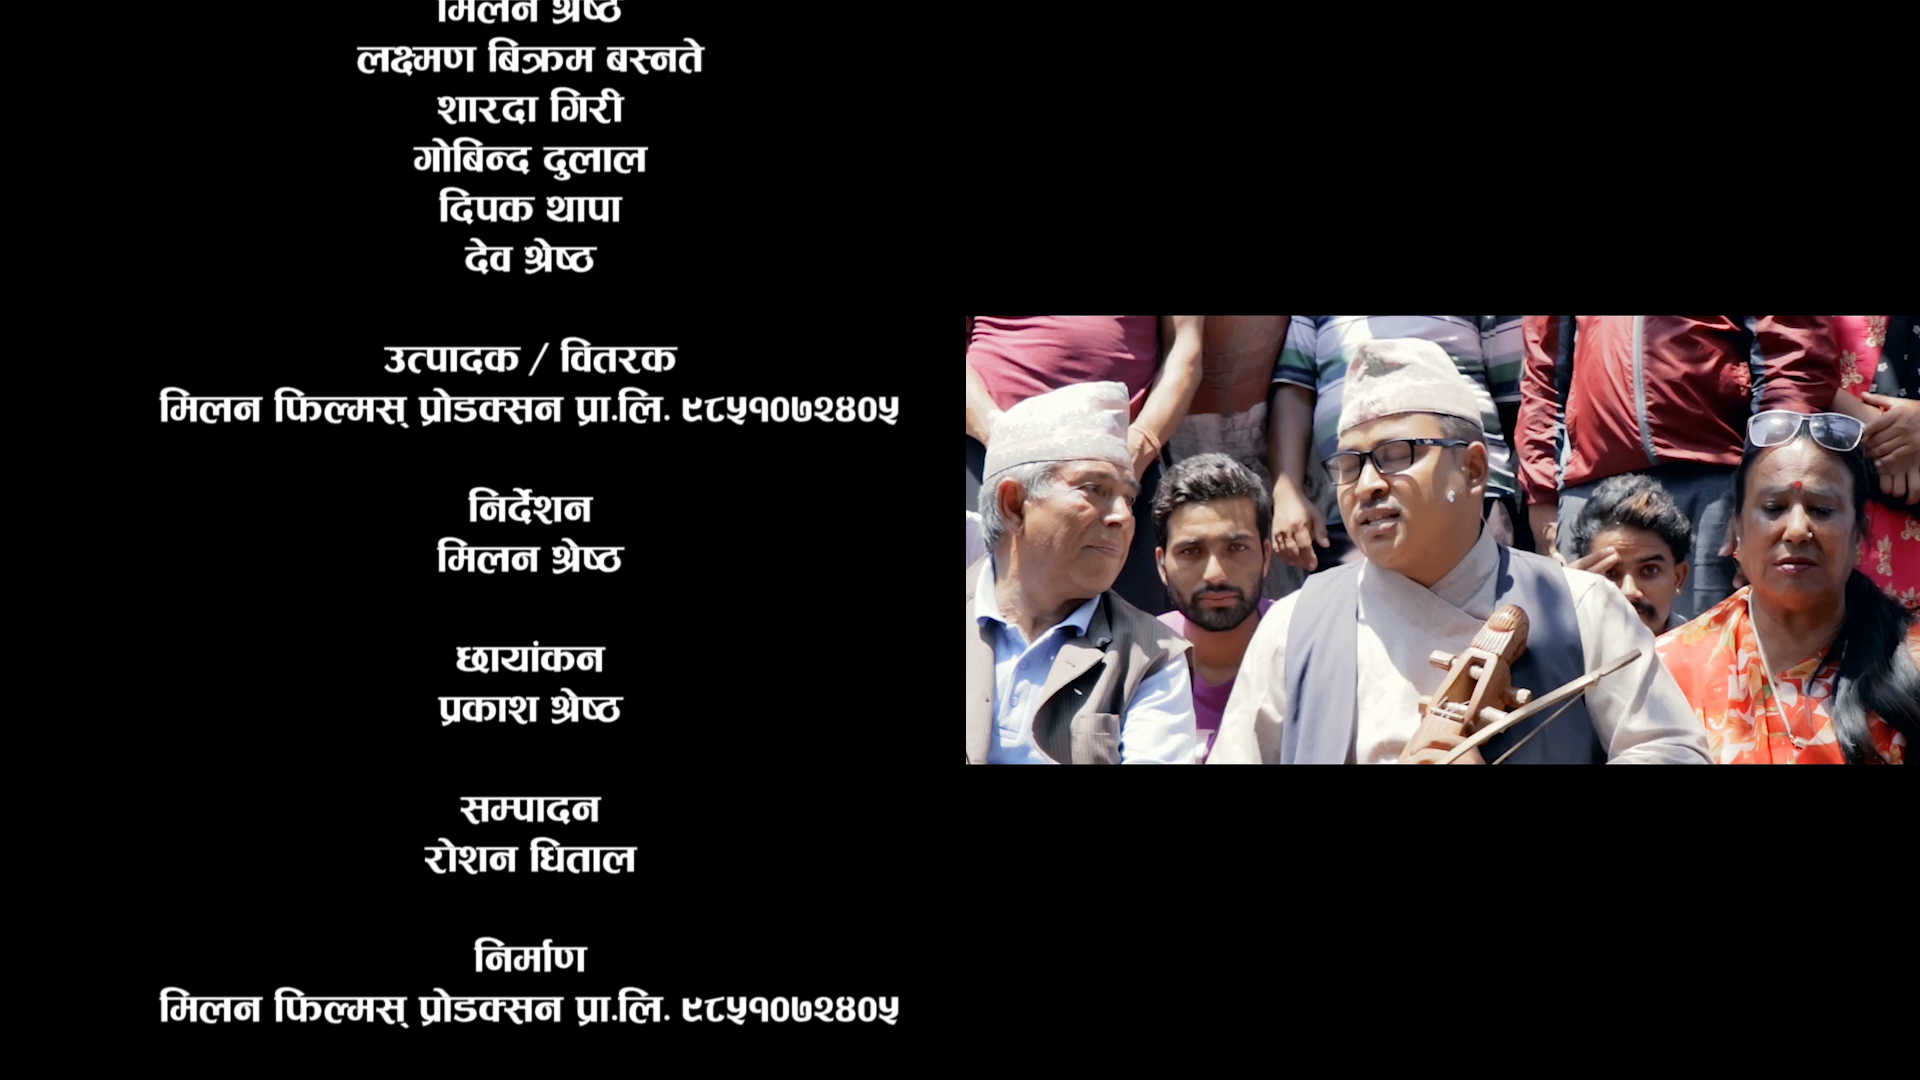 मिलन श्रेष्ठ
लक्ष्मण बिक्रम बस्नते
शारदा गिरी
गोबिन्द दुलाल
दिपक थापा
देव श्रेष्ठ
उत्पादक / वितरक
मिलन फिल्मस् प्रोडक्सन प्रा.लि. ९८५१०७२४०५
निर्देशन
मिलन श्रेष्ठ
छायांकन
प्रकाश श्रेष्ठ
सम्पादन
रोशन धिताल
निर्माण
मिलन फिल्मस् प्रोडक्सन प्रा.लि. ९८५१०७२४०५